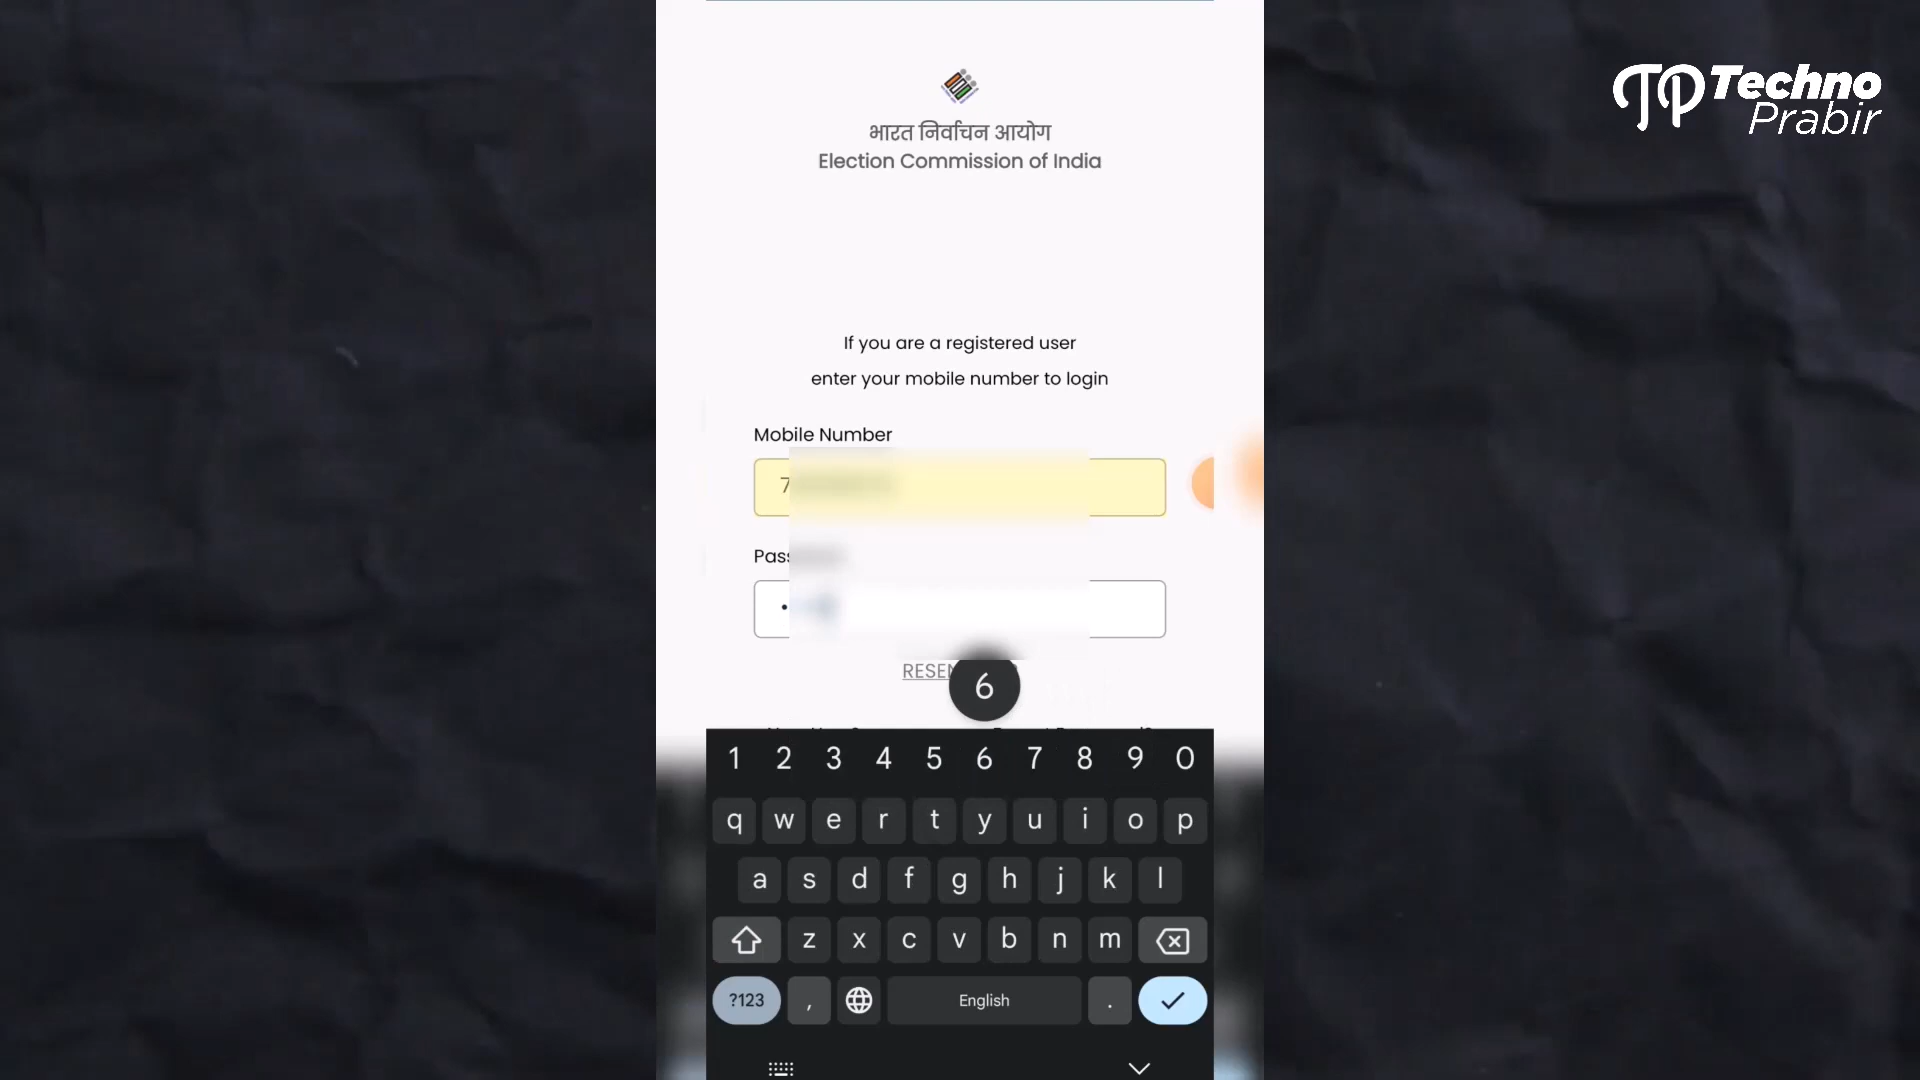 Techno
Prabir
भारत निर्वाचन आयोग
Election Commission of India
If you are a registered user
enter your mobile number to login
Mobile Number
7
•
6
1 2 3 4 5 6 7 8 9 0
q w e r t y u i o p
a s d f g h j k l
z x c v b n m
?123 , English .